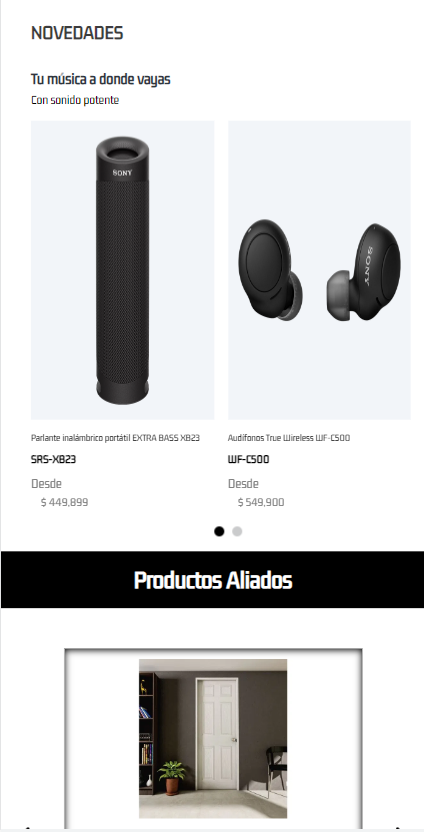 NOVEDADES
Tu música a donde vayas
Con sonido potente
SONY
SONY
Parlante inalámbrico portátil EXTRA BASS XB23
Audífonos True Wireless WF-C500
SRS-XB23
WF-C500
Desde
Desde
$ 449,899
$ 549,900
Productos Aliados